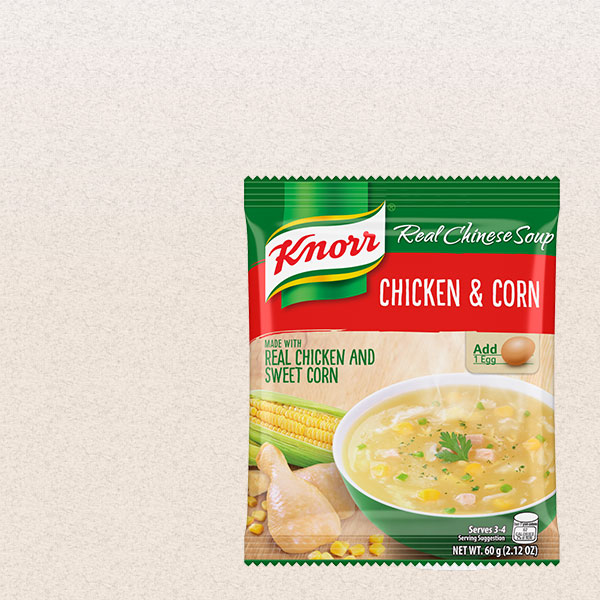 Knorr
®
Real Chinese Soup
CHICKEN & CORN
MADE WITH
REAL CHICKEN AND
SWEET CORN
Add
1 Egg
Serves 3-4
Serving Suggestion
NET WT. 60 g (2.12 OZ)